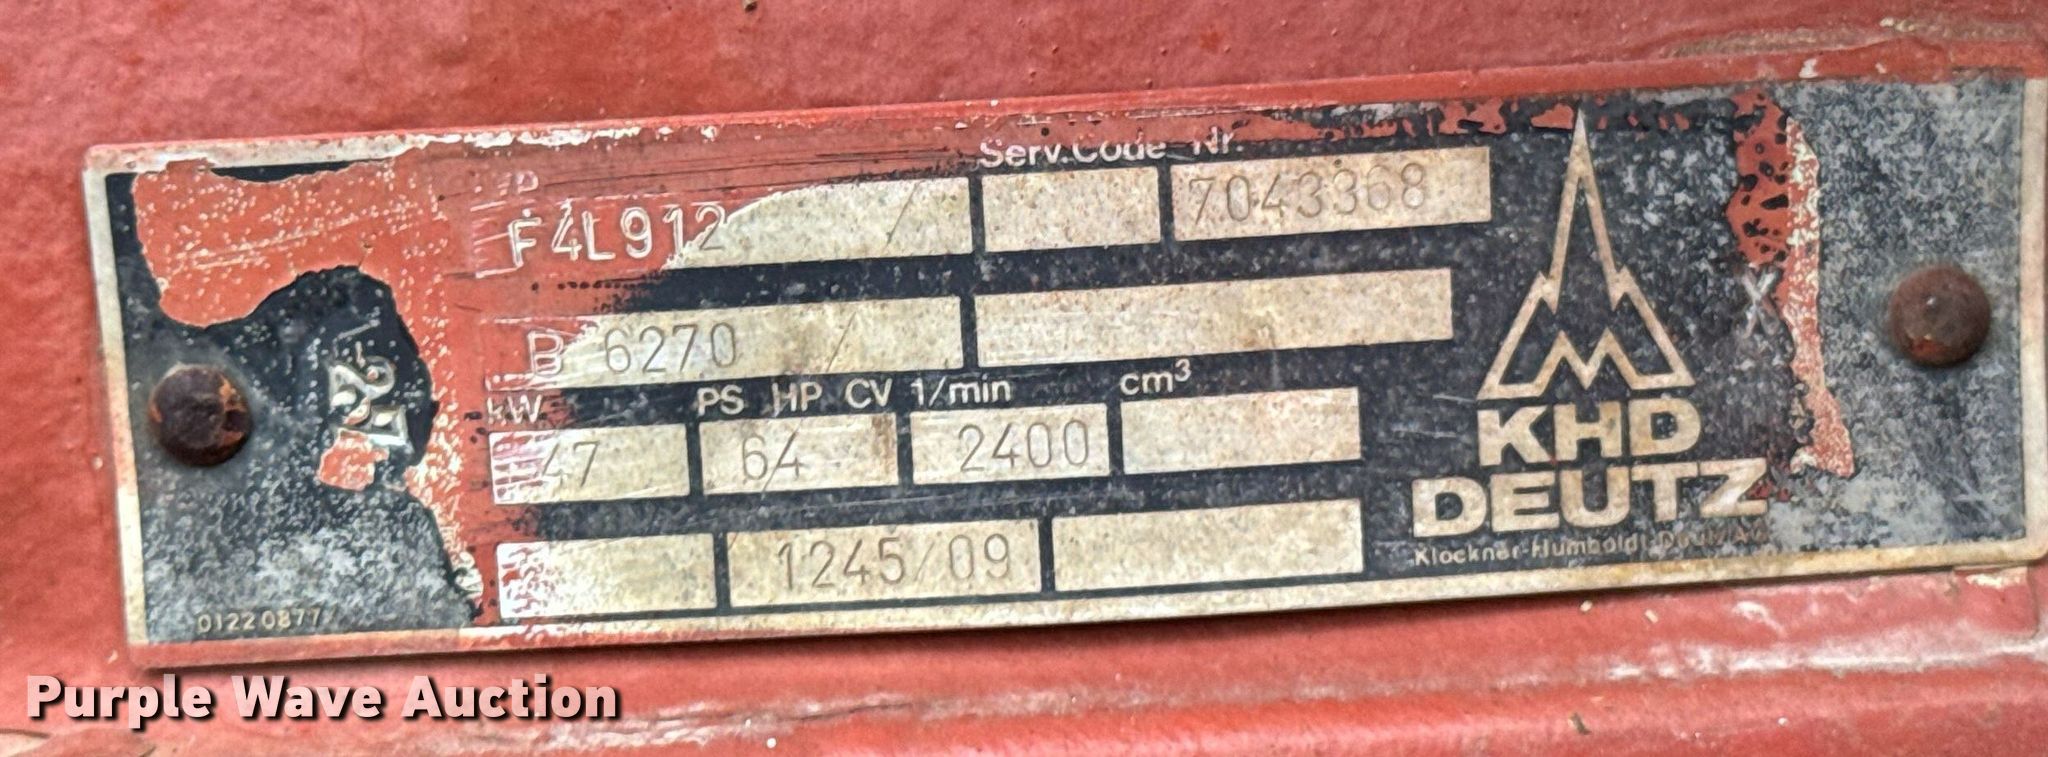 Serv.Code Nr.
F4L912 / 7043368
B 6270 /
kW PS HP CV 1/min cm³
47 64 2400
1245/09
-27
X
KHD
DEUTZ
Klöckner-Humboldt-Deutz AG
01220877
Purple Wave Auction